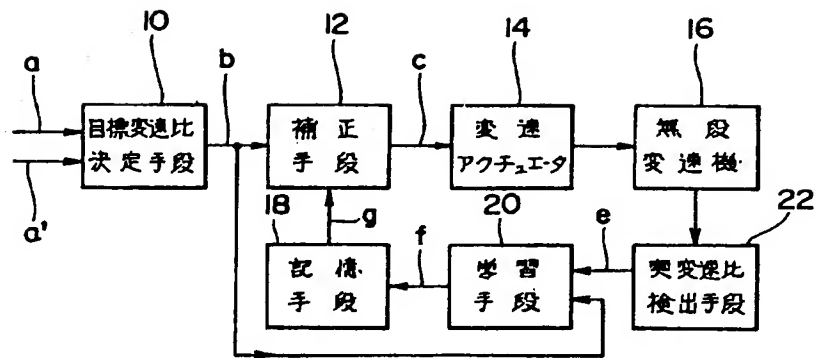 10
12
14
16
a
b
c
目標変速比
決定手段
補正
手段
変速
アクチュエータ
無段
変速機
a'
18
g
20
e
22
記憶
手段
f
学習
手段
実変速比
検出手段